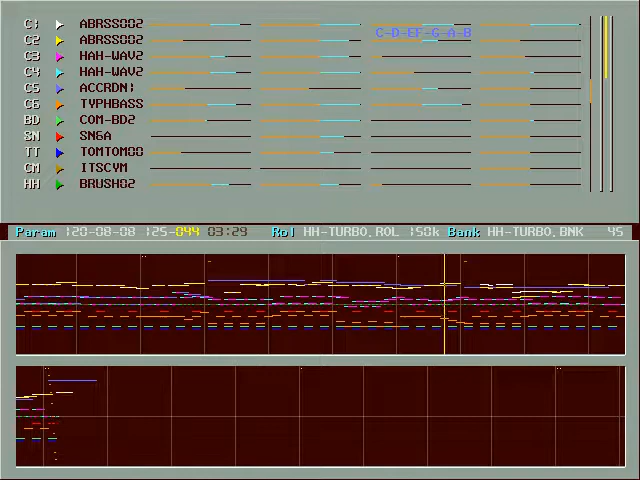 C1 ABRSS002
C-D-EF-G-A-B
C2 ABRSS002
C3 HAH-WAV2
C4 HAH-WAV2
C5 ACCRDN1
C6 TYPHBASS
BD COM-BD2
SN SN6A
TT TOMTOM00
CM ITSCYM
HH BRUSH02
Param 120-08-08 125-044 03:29 Rol HH-TURBO.ROL 150k Bank HH-TURBO.BNK 45